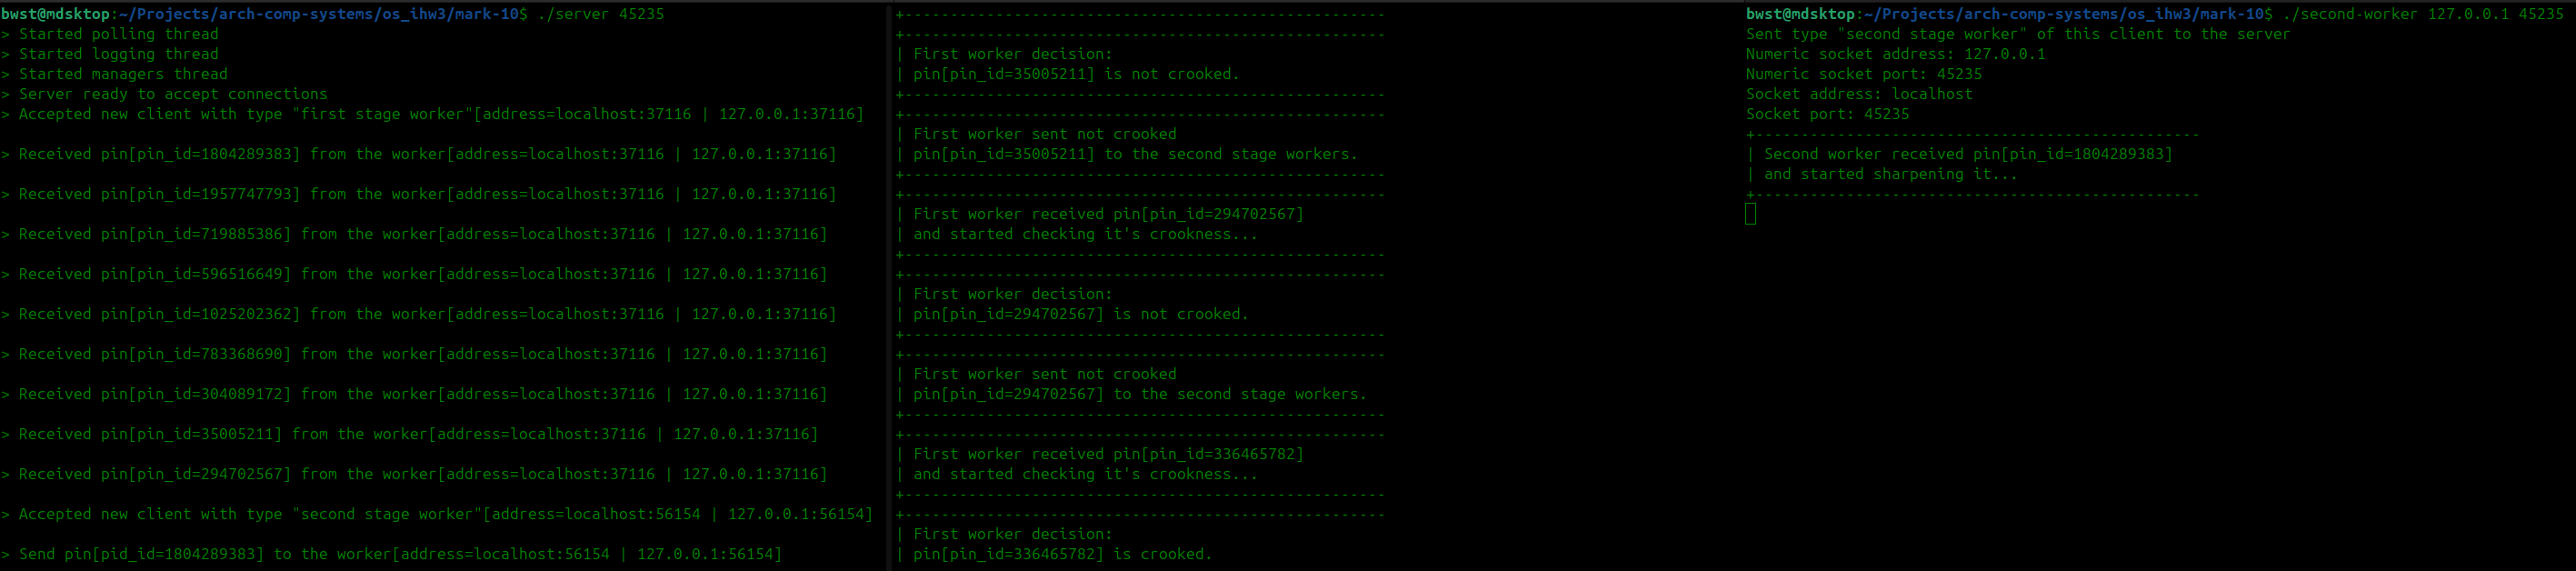 bwst@mdsktop:~/Projects/arch-comp-systems/os_ihw3/mark-10$ ./server 45235
> Started polling thread
> Started logging thread
> Started managers thread
> Server ready to accept connections
> Accepted new client with type "first stage worker"[address=localhost:37116 | 127.0.0.1:37116]
> Received pin[pin_id=1804289383] from the worker[address=localhost:37116 | 127.0.0.1:37116]
> Received pin[pin_id=1957747793] from the worker[address=localhost:37116 | 127.0.0.1:37116]
> Received pin[pin_id=719885386] from the worker[address=localhost:37116 | 127.0.0.1:37116]
> Received pin[pin_id=596516649] from the worker[address=localhost:37116 | 127.0.0.1:37116]
> Received pin[pin_id=1025202362] from the worker[address=localhost:37116 | 127.0.0.1:37116]
> Received pin[pin_id=783368690] from the worker[address=localhost:37116 | 127.0.0.1:37116]
> Received pin[pin_id=304089172] from the worker[address=localhost:37116 | 127.0.0.1:37116]
> Received pin[pin_id=35005211] from the worker[address=localhost:37116 | 127.0.0.1:37116]
> Received pin[pin_id=294702567] from the worker[address=localhost:37116 | 127.0.0.1:37116]
> Accepted new client with type "second stage worker"[address=localhost:56154 | 127.0.0.1:56154]
> Send pin[pid_id=1804289383] to the worker[address=localhost:56154 | 127.0.0.1:56154]
+-----------------------------------------------------
+-----------------------------------------------------
| First worker decision:
| pin[pin_id=35005211] is not crooked.
+-----------------------------------------------------
+-----------------------------------------------------
| First worker sent not crooked
| pin[pin_id=35005211] to the second stage workers.
+-----------------------------------------------------
+-----------------------------------------------------
| First worker received pin[pin_id=294702567]
| and started checking it's crookness...
+-----------------------------------------------------
+-----------------------------------------------------
| First worker decision:
| pin[pin_id=294702567] is not crooked.
+-----------------------------------------------------
+-----------------------------------------------------
| First worker sent not crooked
| pin[pin_id=294702567] to the second stage workers.
+-----------------------------------------------------
+-----------------------------------------------------
| First worker received pin[pin_id=336465782]
| and started checking it's crookness...
+-----------------------------------------------------
+-----------------------------------------------------
| First worker decision:
| pin[pin_id=336465782] is crooked.
bwst@mdsktop:~/Projects/arch-comp-systems/os_ihw3/mark-10$ ./second-worker 127.0.0.1 45235
Sent type "second stage worker" of this client to the server
Numeric socket address: 127.0.0.1
Numeric socket port: 45235
Socket address: localhost
Socket port: 45235
+-------------------------------------------------
| Second worker received pin[pin_id=1804289383]
| and started sharpening it...
+-------------------------------------------------